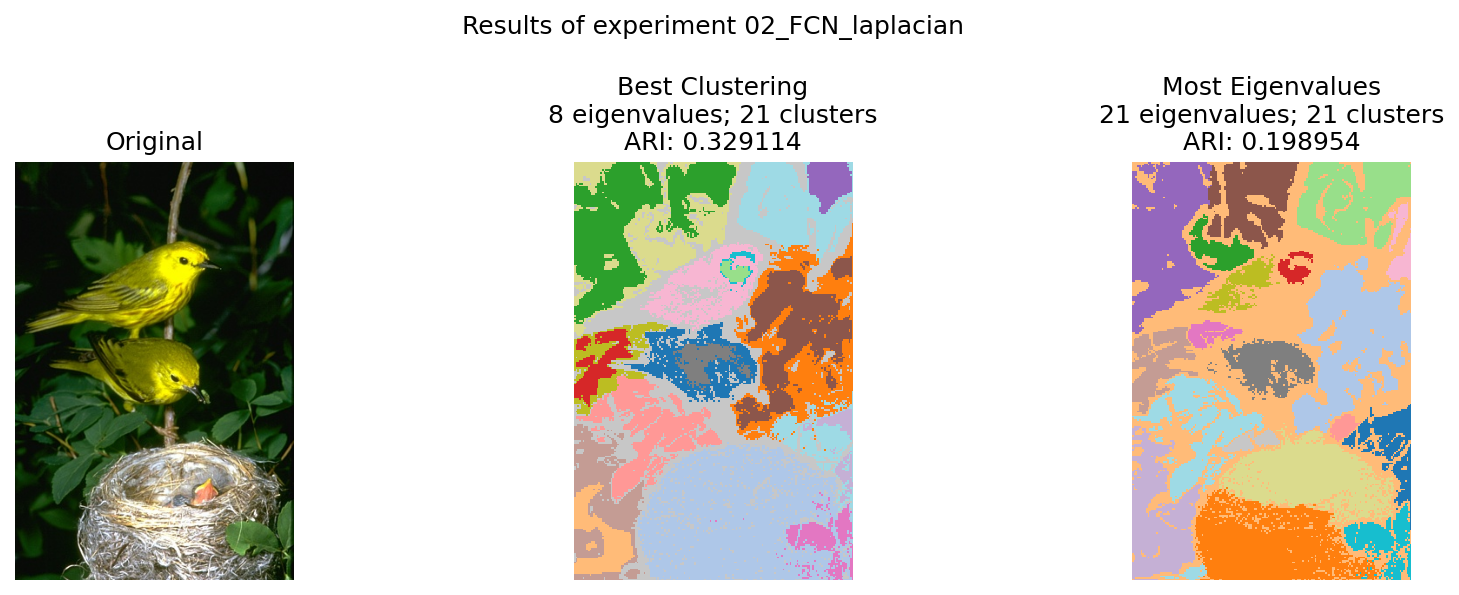 Results of experiment 02_FCN_laplacian
Original
Best Clustering
8 eigenvalues; 21 clusters
ARI: 0.329114
Most Eigenvalues
21 eigenvalues; 21 clusters
ARI: 0.198954